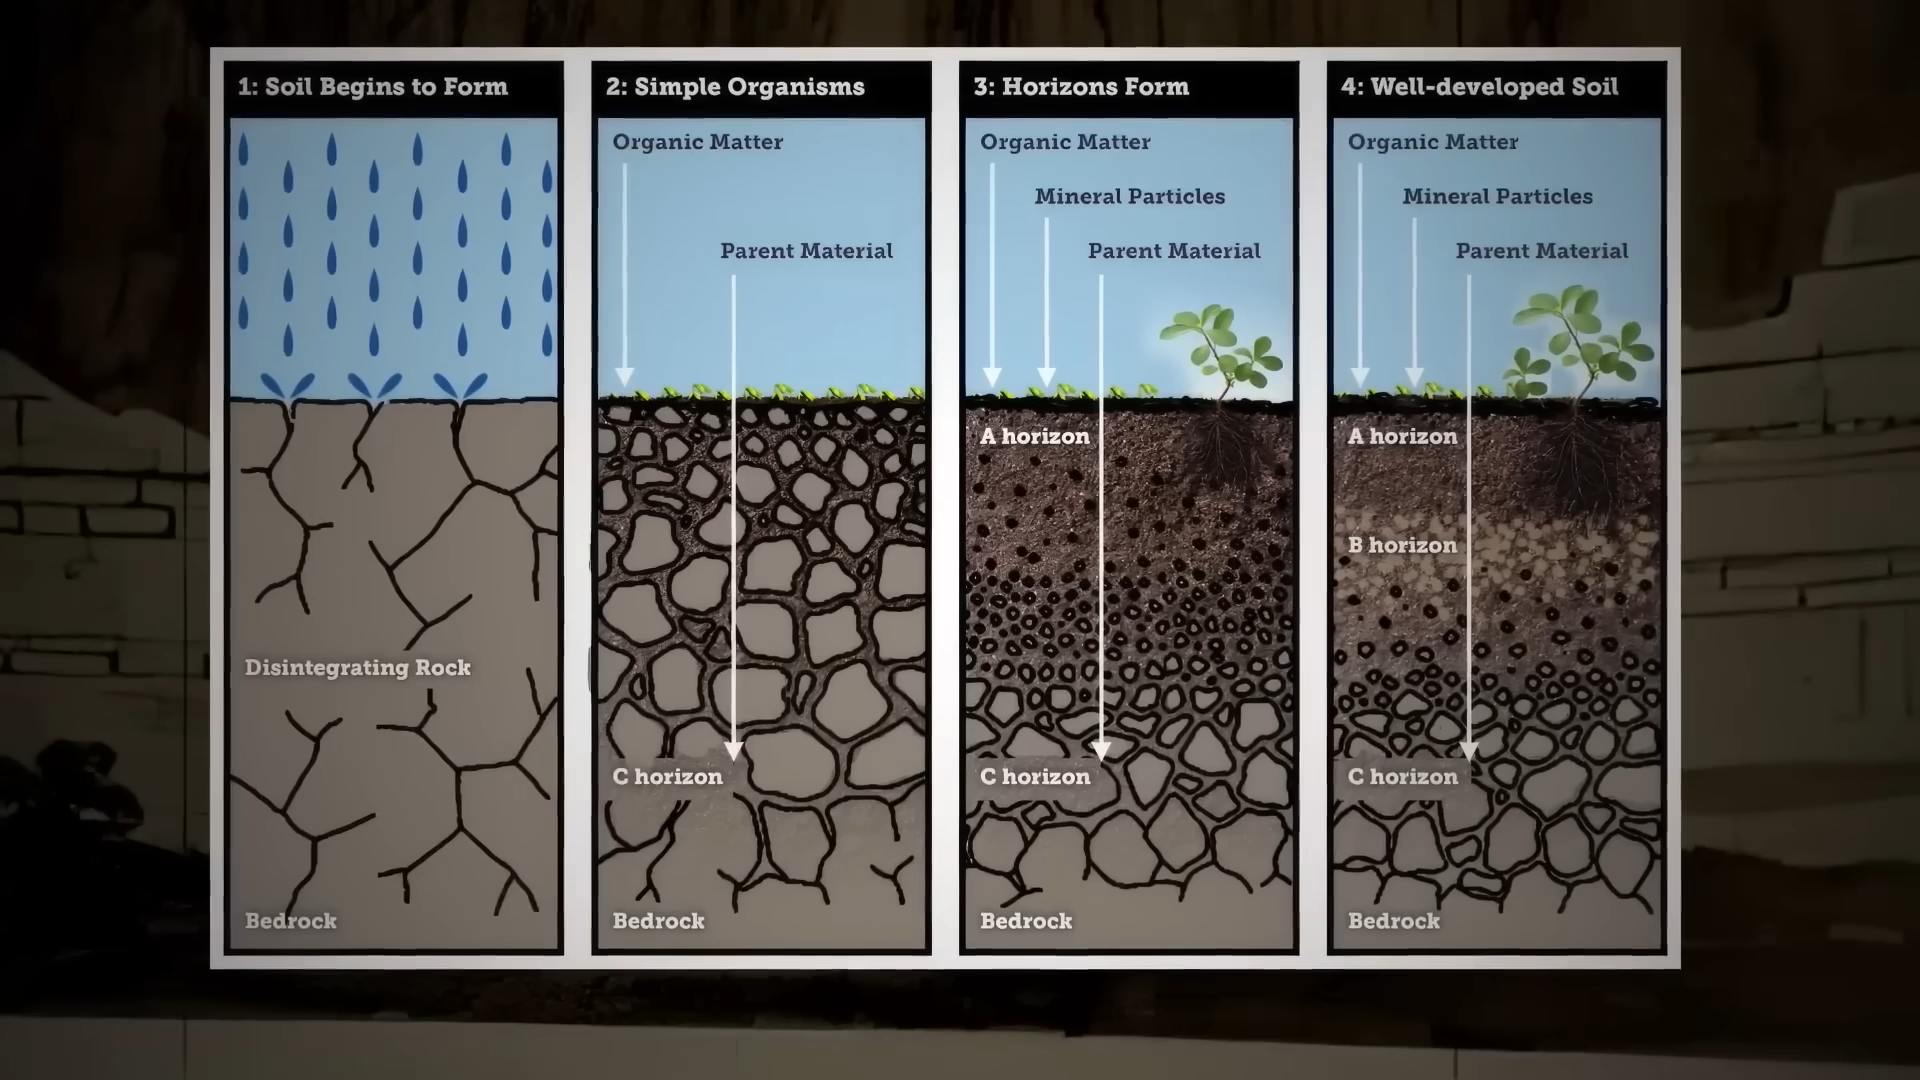 1: Soil Begins to Form
Disintegrating Rock
Bedrock
2: Simple Organisms
Organic Matter
Parent Material
C horizon
Bedrock
3: Horizons Form
Organic Matter
Mineral Particles
Parent Material
A horizon
C horizon
Bedrock
4: Well-developed Soil
Organic Matter
Mineral Particles
Parent Material
A horizon
B horizon
C horizon
Bedrock